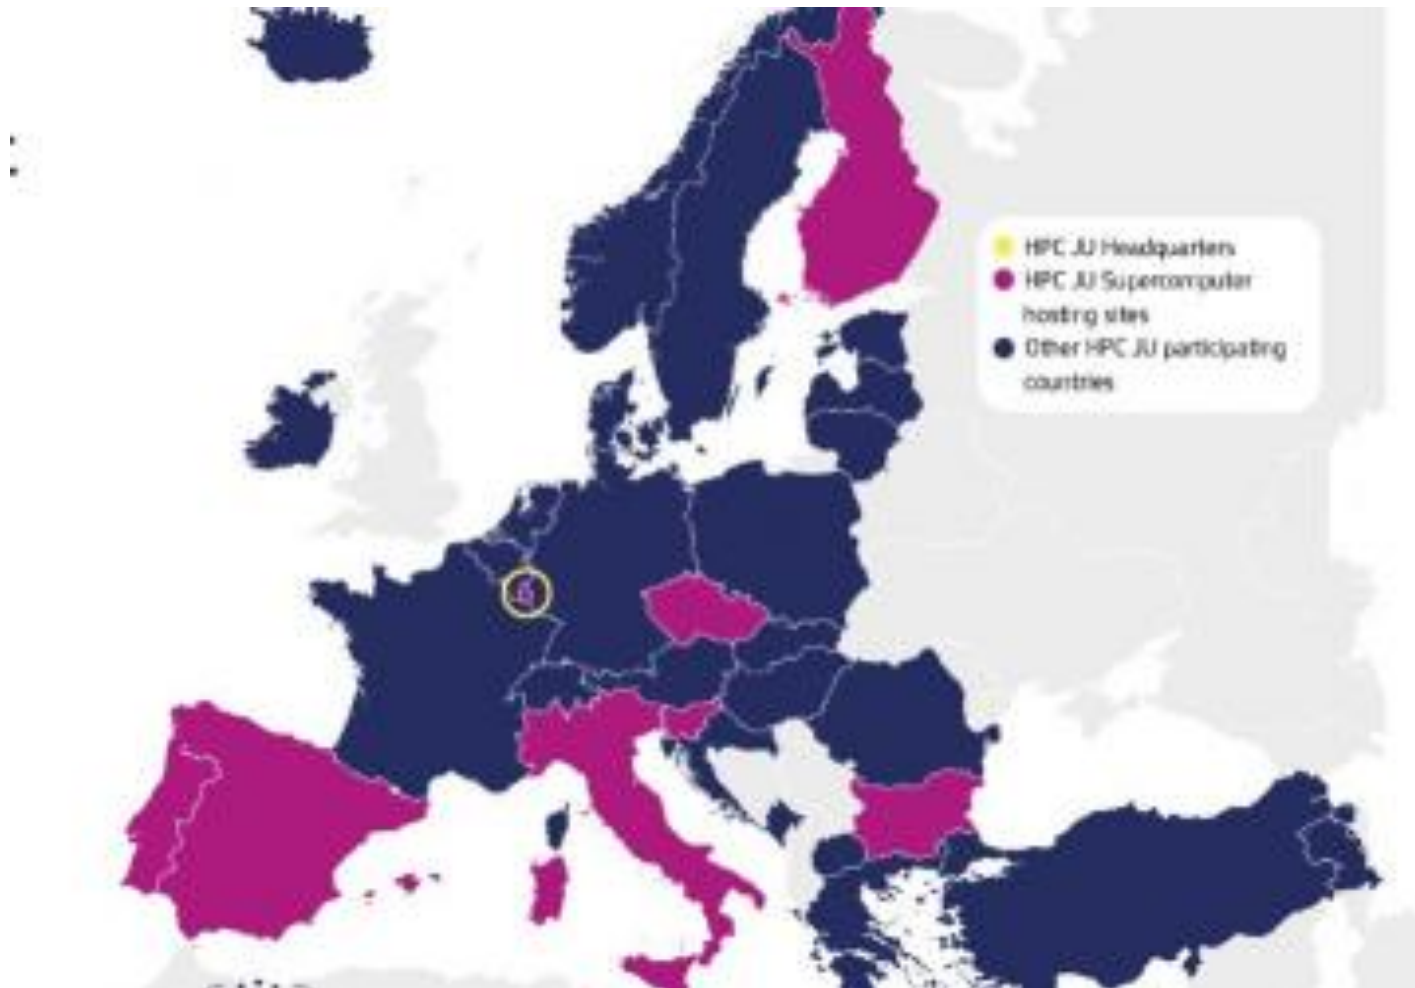 HPC JU Headquarters
HPC JU Supercomputer
hosting sites
Other HPC JU participating
countries